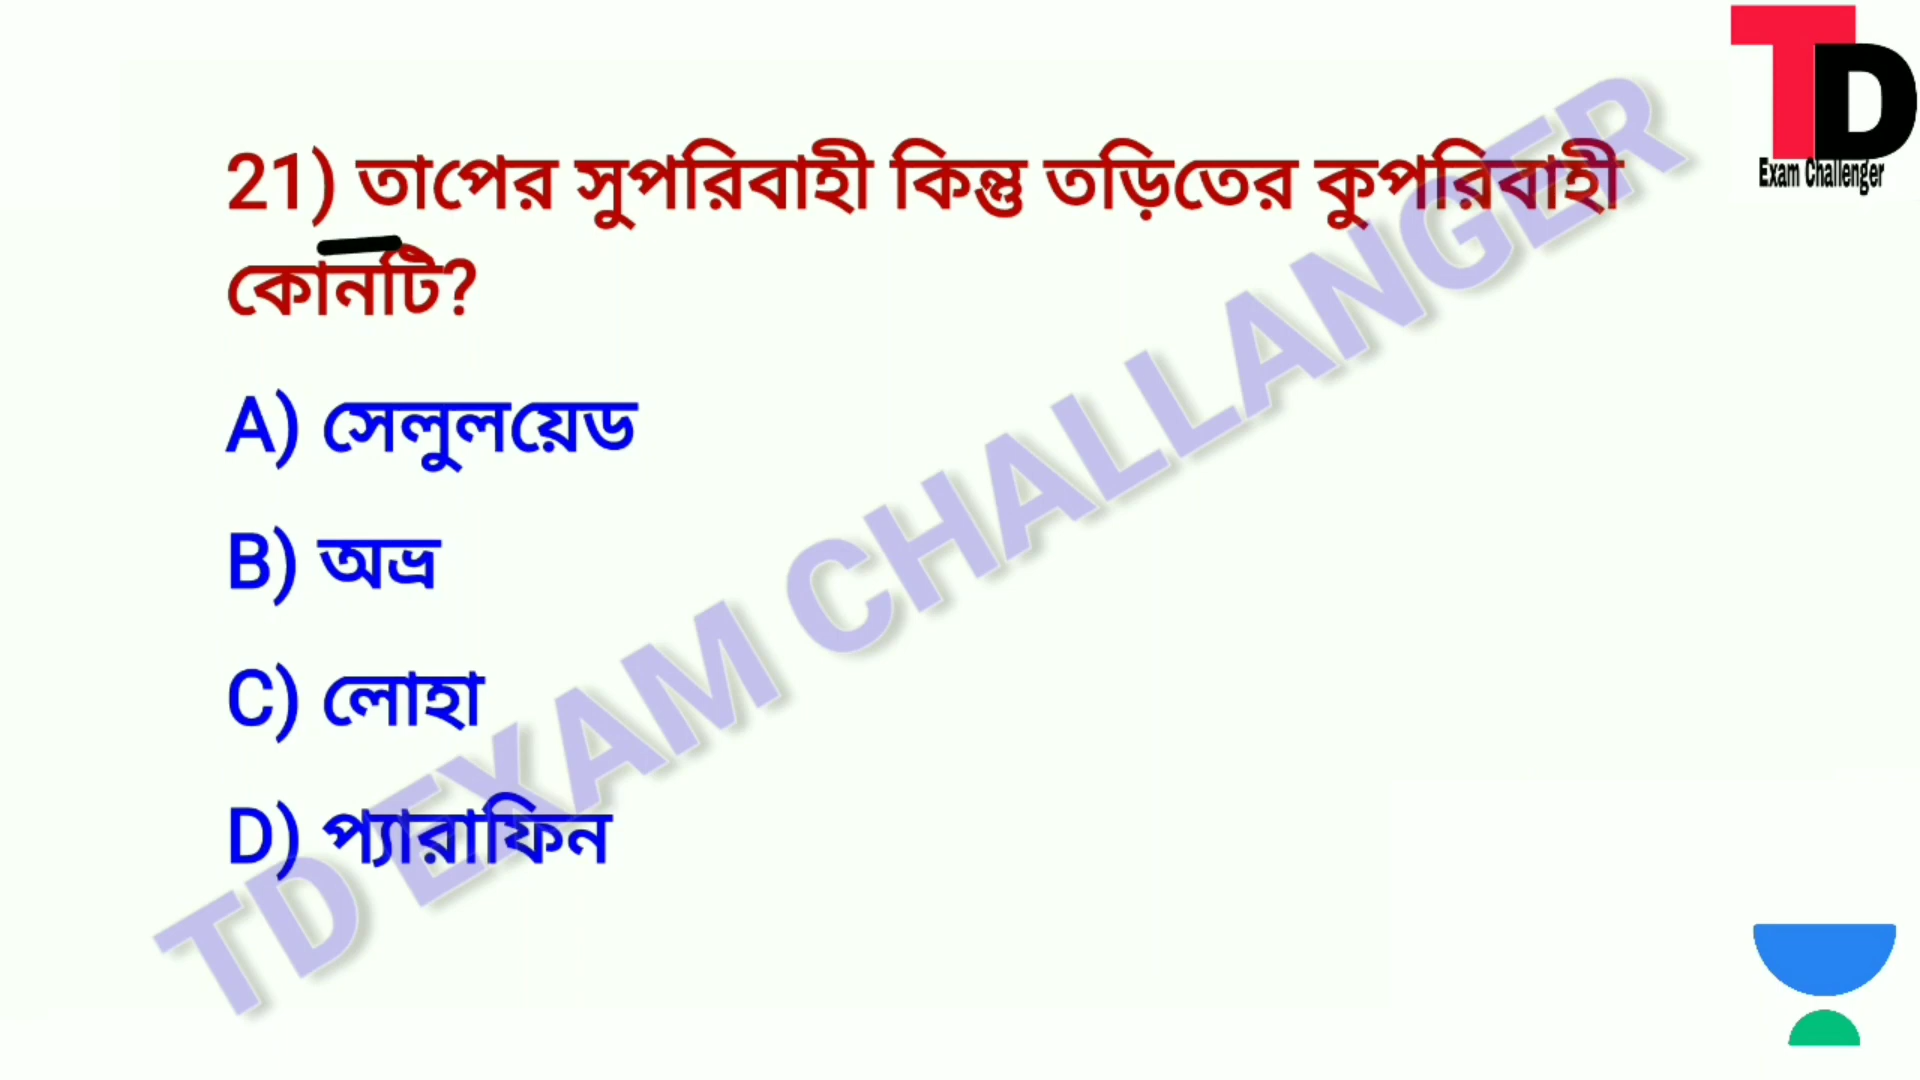 TD
Exam Challenger
21) তাপের সুপরিবাহী কিন্তু তড়িতের কুপরিবাহী
কোনটি?
A) সেলুলয়েড
B) অভ্র
C) লোহা
D) প্যারাফিন
TD EXAM CHALLANGER